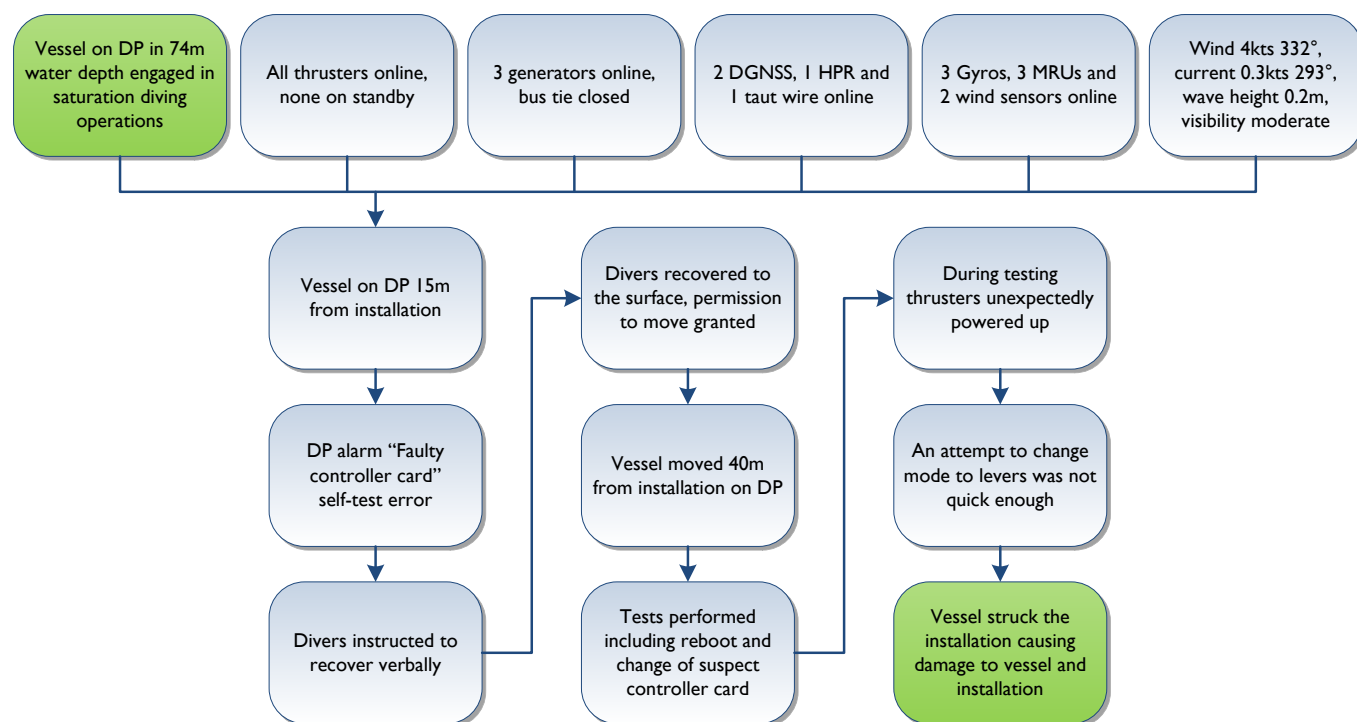 Vessel on DP in 74m
water depth engaged in
saturation diving
operations
All thrusters online,
none on standby
3 generators online,
bus tie closed
2 DGNSS, 1 HPR and
1 taut wire online
3 Gyros, 3 MRUs and
2 wind sensors online
Wind 4kts 332°,
current 0.3kts 293°,
wave height 0.2m,
visibility moderate
Vessel on DP 15m
from installation
DP alarm “Faulty
controller card”
self-test error
Divers instructed to
recover verbally
Divers recovered to
the surface, permission
to move granted
Vessel moved 40m
from installation on DP
Tests performed
including reboot and
change of suspect
controller card
During testing
thrusters unexpectedly
powered up
An attempt to change
mode to levers was not
quick enough
Vessel struck the
installation causing
damage to vessel and
installation